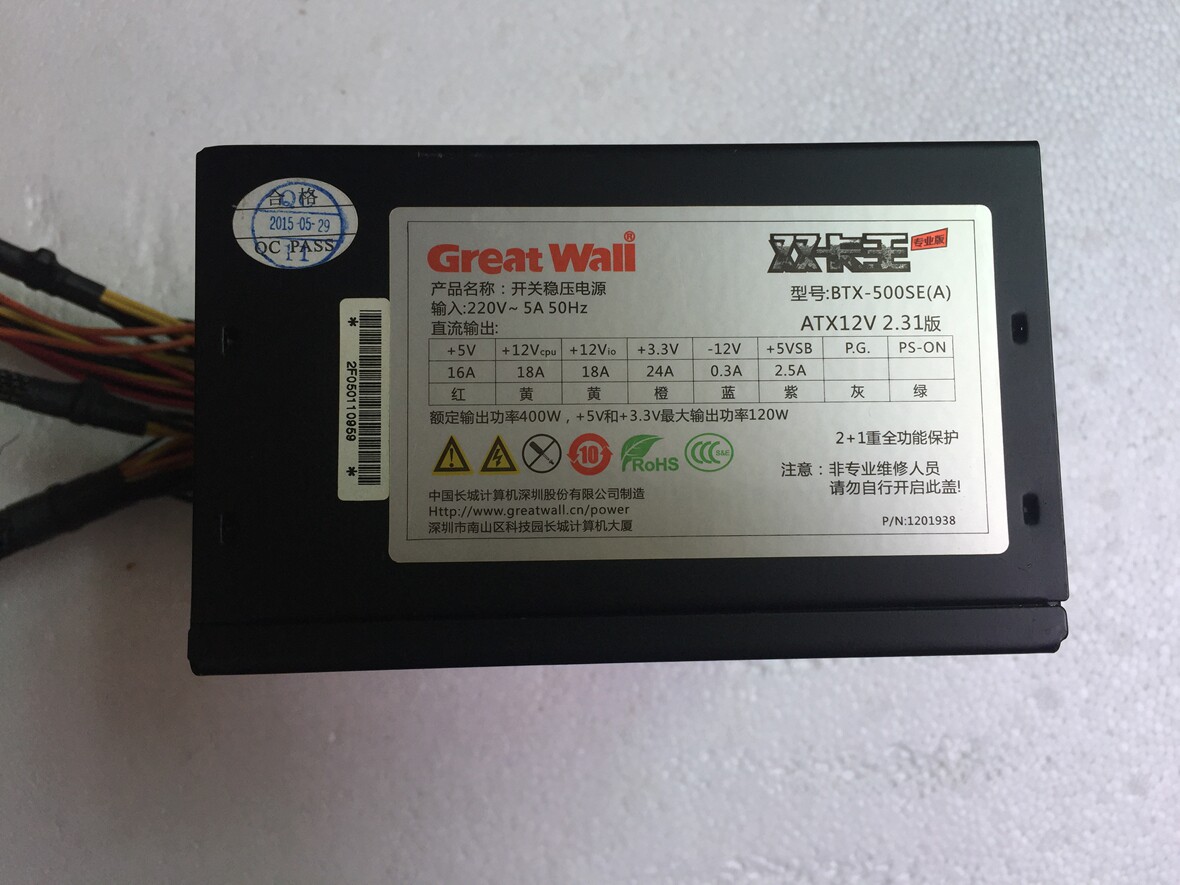 合格
2015-05-29
QC PASS
11
* 2F050110959 *
Great Wall®
双卡王 专业版
产品名称：开关稳压电源
型号:BTX-500SE(A)
输入:220V~ 5A 50Hz
直流输出:
ATX12V 2.31版
+5V +12Vcpu +12Vio +3.3V -12V +5VSB P.G. PS-ON
16A 18A 18A 24A 0.3A 2.5A
红 黄 黄 橙 蓝 紫 灰 绿
额定输出功率400W，+5V和+3.3V最大输出功率120W
2+1重全功能保护
10 RoHS CCC S&E
注意：非专业维修人员
请勿自行开启此盖!
中国长城计算机深圳股份有限公司制造
Http://www.greatwall.cn/power
深圳市南山区科技园长城计算机大厦
P/N:1201938